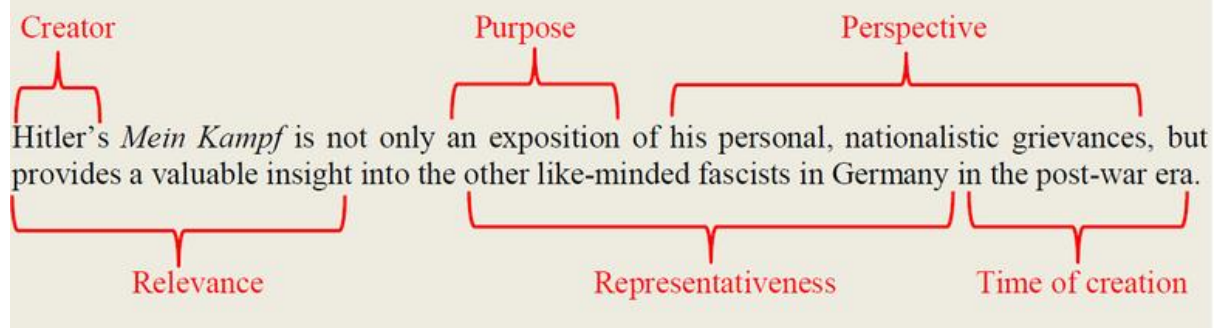 Creator Purpose Perspective
Hitler's Mein Kampf is not only an exposition of his personal, nationalistic grievances, but
provides a valuable insight into the other like-minded fascists in Germany in the post-war era.
Relevance Representativeness Time of creation